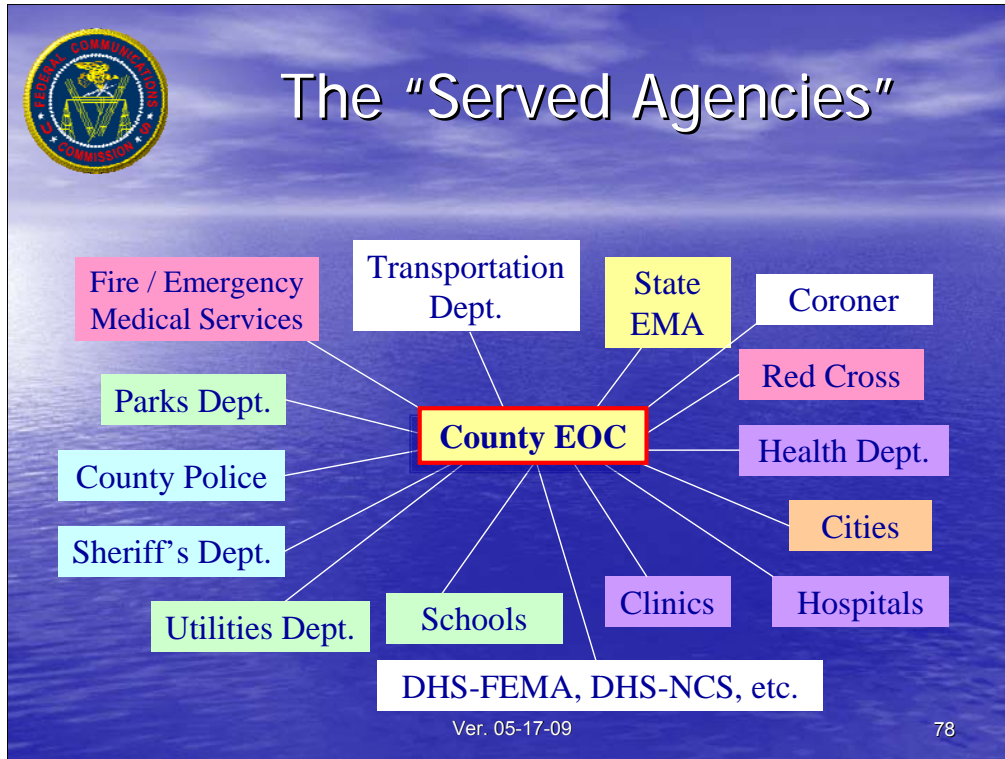 FEDERAL COMMUNICATIONS
COMMISSION
U S
The “Served Agencies”
Fire / Emergency
Medical Services
Transportation
Dept.
State
EMA
Coroner
Red Cross
Parks Dept.
County EOC
Health Dept.
County Police
Cities
Sheriff’s Dept.
Clinics
Hospitals
Schools
Utilities Dept.
DHS-FEMA, DHS-NCS, etc.
Ver. 05-17-09
78